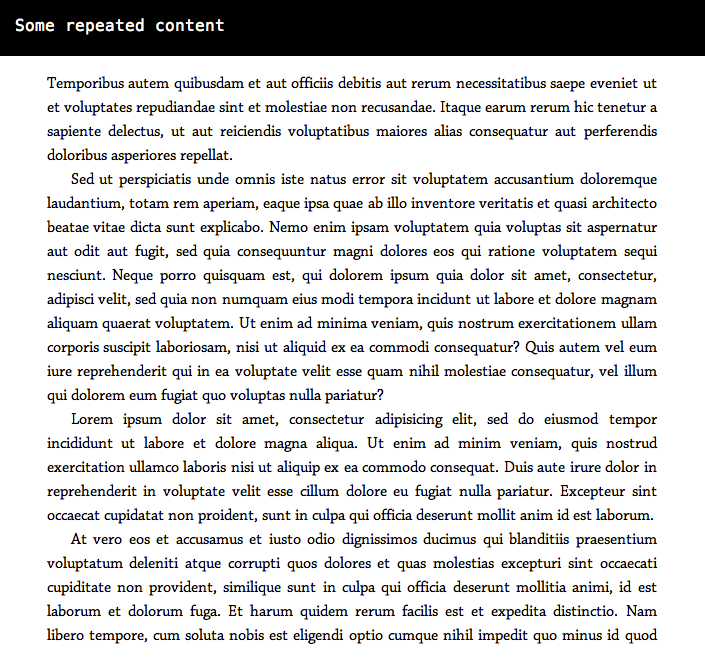 Some repeated content
Temporibus autem quibusdam et aut officiis debitis aut rerum necessitatibus saepe eveniet ut
et voluptates repudiandae sint et molestiae non recusandae. Itaque earum rerum hic tenetur a
sapiente delectus, ut aut reiciendis voluptatibus maiores alias consequatur aut perferendis
doloribus asperiores repellat.
Sed ut perspiciatis unde omnis iste natus error sit voluptatem accusantium doloremque
laudantium, totam rem aperiam, eaque ipsa quae ab illo inventore veritatis et quasi architecto
beatae vitae dicta sunt explicabo. Nemo enim ipsam voluptatem quia voluptas sit aspernatur
aut odit aut fugit, sed quia consequuntur magni dolores eos qui ratione voluptatem sequi
nesciunt. Neque porro quisquam est, qui dolorem ipsum quia dolor sit amet, consectetur,
adipisci velit, sed quia non numquam eius modi tempora incidunt ut labore et dolore magnam
aliquam quaerat voluptatem. Ut enim ad minima veniam, quis nostrum exercitationem ullam
corporis suscipit laboriosam, nisi ut aliquid ex ea commodi consequatur? Quis autem vel eum
iure reprehenderit qui in ea voluptate velit esse quam nihil molestiae consequatur, vel illum
qui dolorem eum fugiat quo voluptas nulla pariatur?
Lorem ipsum dolor sit amet, consectetur adipisicing elit, sed do eiusmod tempor
incididunt ut labore et dolore magna aliqua. Ut enim ad minim veniam, quis nostrud
exercitation ullamco laboris nisi ut aliquip ex ea commodo consequat. Duis aute irure dolor in
reprehenderit in voluptate velit esse cillum dolore eu fugiat nulla pariatur. Excepteur sint
occaecat cupidatat non proident, sunt in culpa qui officia deserunt mollit anim id est laborum.
At vero eos et accusamus et iusto odio dignissimos ducimus qui blanditiis praesentium
voluptatum deleniti atque corrupti quos dolores et quas molestias excepturi sint occaecati
cupiditate non provident, similique sunt in culpa qui officia deserunt mollitia animi, id est
laborum et dolorum fuga. Et harum quidem rerum facilis est et expedita distinctio. Nam
libero tempore, cum soluta nobis est eligendi optio cumque nihil impedit quo minus id quod